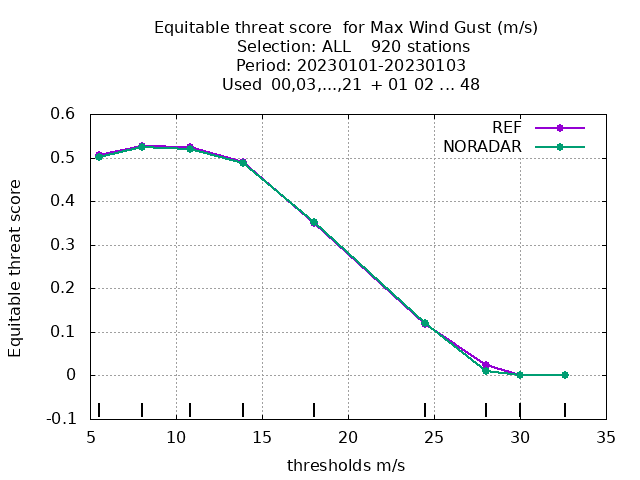 Equitable threat score  for Max Wind Gust (m/s)
Selection: ALL    920 stations
Period: 20230101-20230103
Used  00,03,...,21  + 01 02 ... 48
REF
NORADAR
0.6
0.5
0.4
0.3
0.2
0.1
0
-0.1
Equitable threat score
5 10 15 20 25 30 35
thresholds m/s